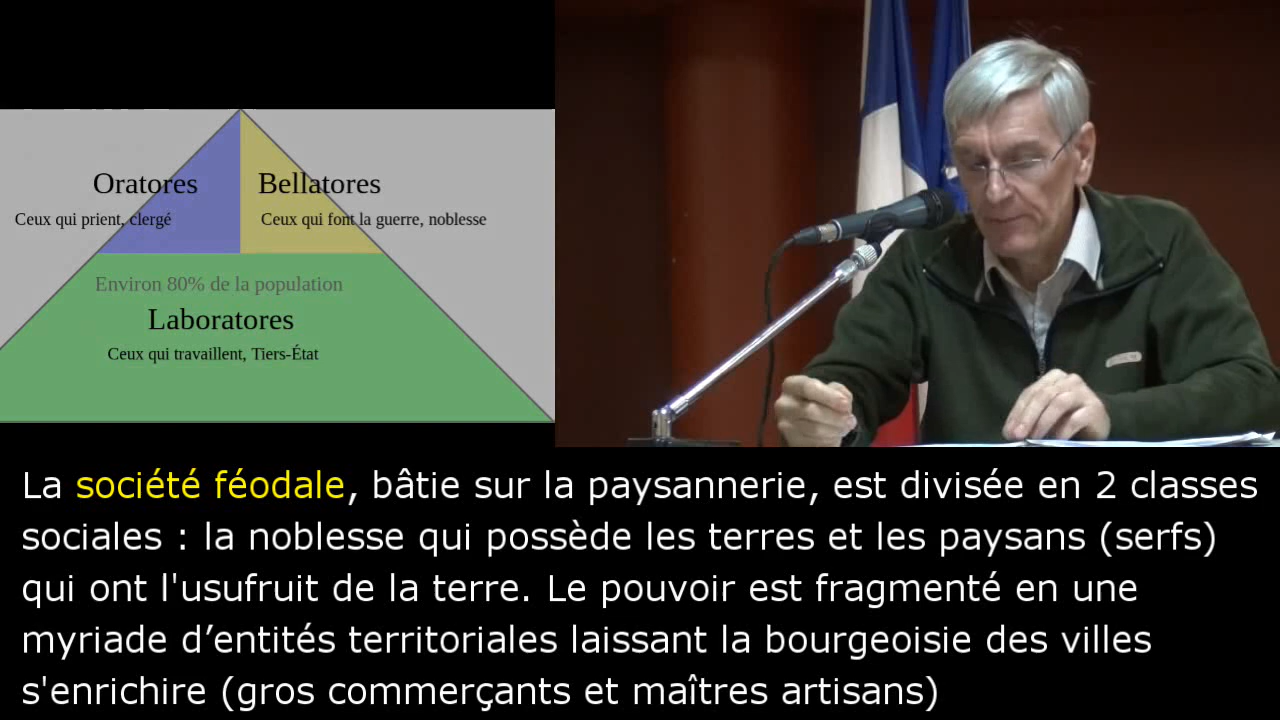 Oratores
Bellatores
Ceux qui prient, clergé
Ceux qui font la guerre, noblesse
Environ 80% de la population
Laboratores
Ceux qui travaillent, Tiers-État
La société féodale, bâtie sur la paysannerie, est divisée en 2 classes
sociales : la noblesse qui possède les terres et les paysans (serfs)
qui ont l'usufruit de la terre. Le pouvoir est fragmenté en une
myriade d’entités territoriales laissant la bourgeoisie des villes
s'enrichire (gros commerçants et maîtres artisans)